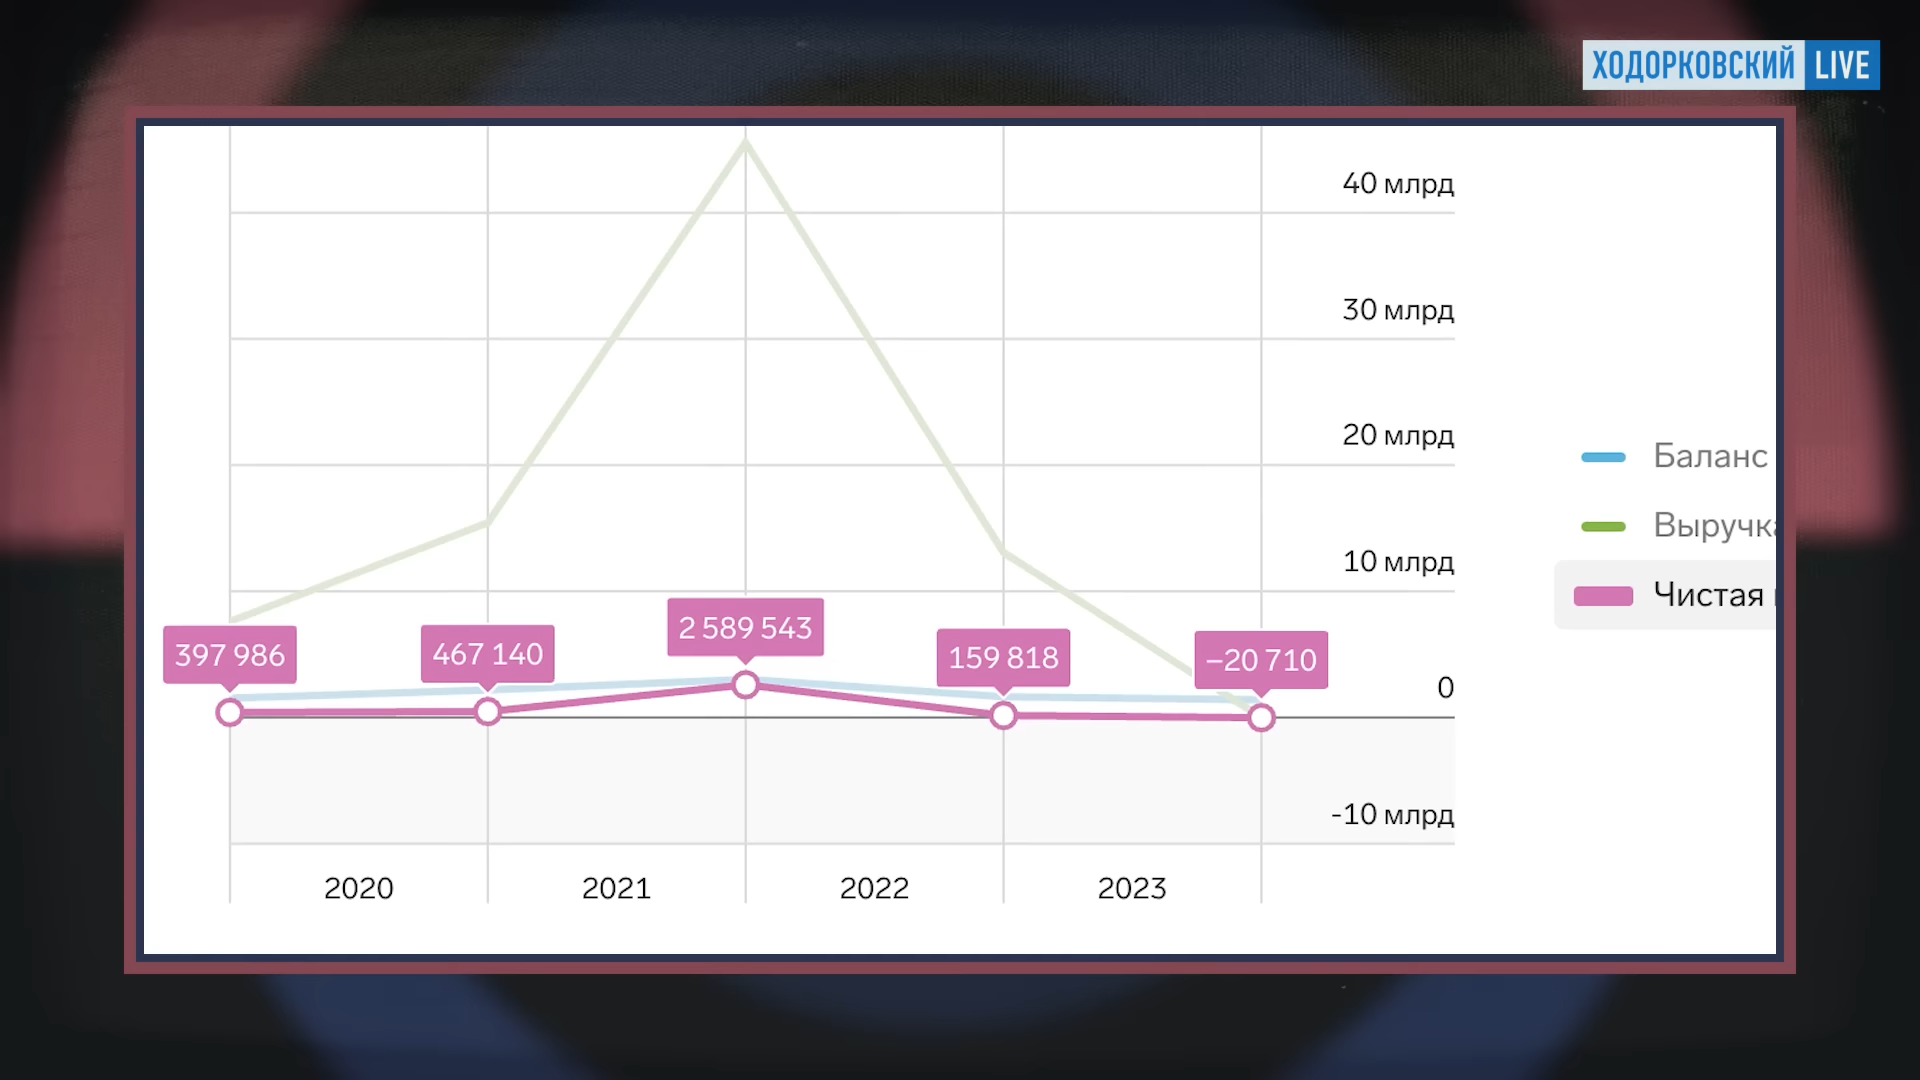 ХОДОРКОВСКИЙ LIVE
40 млрд
30 млрд
20 млрд
Баланс
10 млрд
Чистая
2 589 543
397 986
467 140
159 818
−20 710
0
-10 млрд
2020
2021
2022
2023